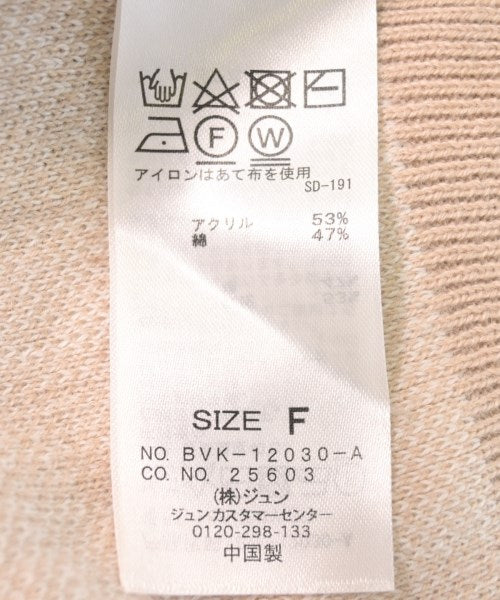 F W
アイロンはあて布を使用
SD-191
アクリル 53%
綿 47%
SIZE F
NO. BVK-12030-A
CO. NO. 25603
(株)ジュン
ジュンカスタマーセンター
0120-298-133
中国製